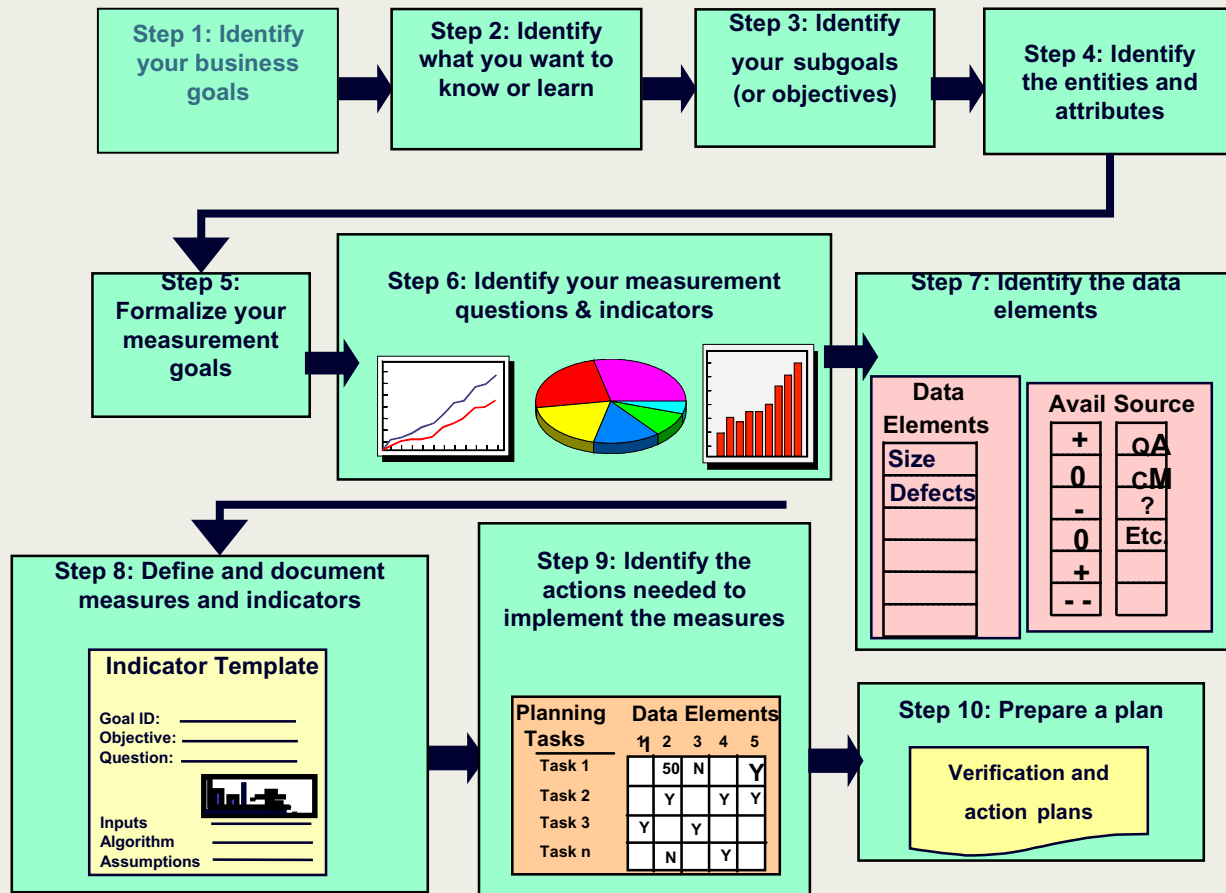 Step 1: Identify
your business
goals
Step 2: Identify
what you want to
know or learn
Step 3: Identify
your subgoals
(or objectives)
Step 4: Identify
the entities and
attributes
Step 5:
Formalize your
measurement
goals
Step 6: Identify your measurement
questions & indicators
Step 7: Identify the data
elements
Data
Elements
Size
Defects
Avail Source
+ QA
0 CM
- ?
0 Etc.
+
- -
Step 8: Define and document
measures and indicators
Indicator Template
Goal ID:
Objective:
Question:
Inputs
Algorithm
Assumptions
Step 9: Identify the
actions needed to
implement the measures
Planning Data Elements
Tasks 1 2 3 4 5
Task 1 50 N Y
Task 2 Y Y Y
Task 3 Y Y
Task n N Y
Step 10: Prepare a plan
Verification and
action plans